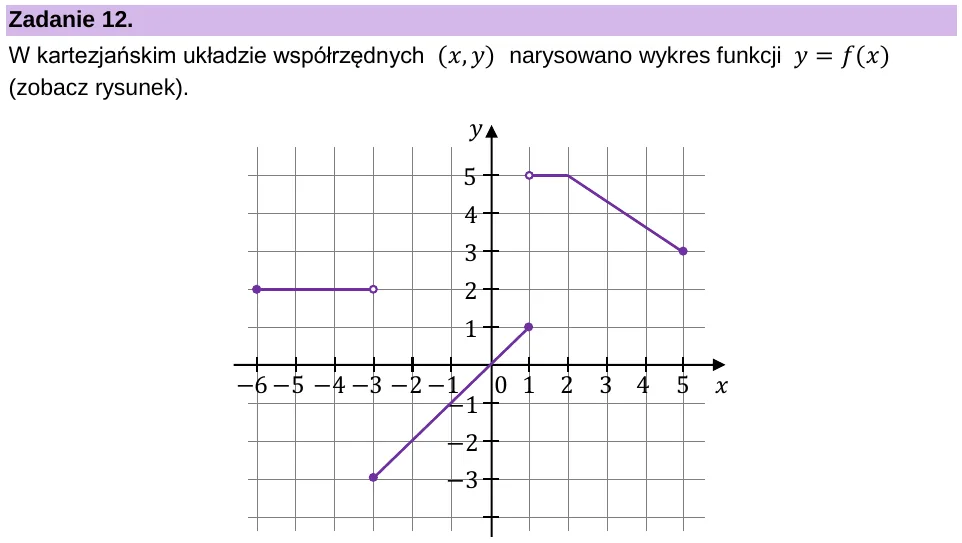 Zadanie 12.
W kartezjańskim układzie współrzędnych (x, y) narysowano wykres funkcji y = f(x)
(zobacz rysunek).
y
5
4
3
2
1
−6 −5 −4 −3 −2 −1 0 1 2 3 4 5 x
−1
−2
−3